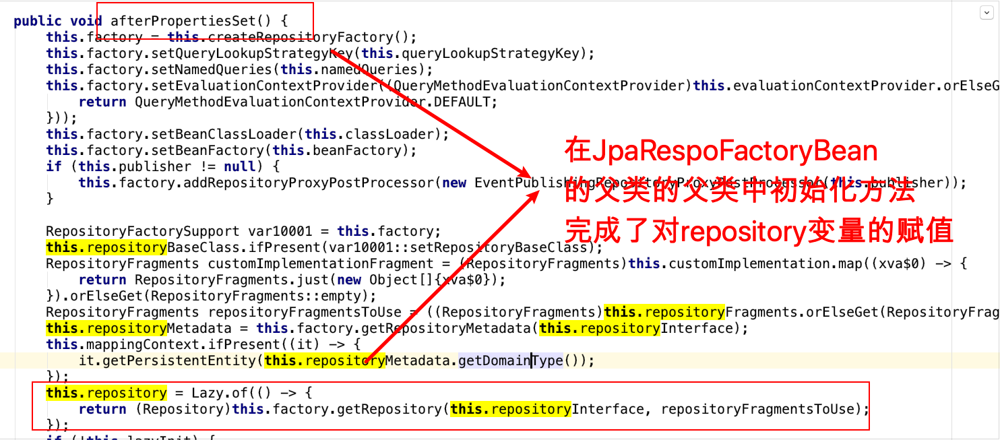 public void afterPropertiesSet() {
this.factory = this.createRepositoryFactory();
this.factory.setQueryLookupStrategyKey(this.queryLookupStrategyKey);
this.factory.setNamedQueries(this.namedQueries);
this.factory.setEvaluationContextProvider((QueryMethodEvaluationContextProvider)this.evaluationContextProvider.orElseG
return QueryMethodEvaluationContextProvider.DEFAULT;
}));
this.factory.setBeanClassLoader(this.classLoader);
this.factory.setBeanFactory(this.beanFactory);
if (this.publisher != null) {
this.factory.addRepositoryProxyPostProcessor(new EventPublishingRepositoryProxyPostProcessor(this.publisher));
}
在JpaRespoFactoryBean
的父类的父类中初始化方法
完成了对repository变量的赋值
RepositoryFactorySupport var10001 = this.factory;
this.repositoryBaseClass.ifPresent(var10001::setRepositoryBaseClass);
RepositoryFragments customImplementationFragment = (RepositoryFragments)this.customImplementation.map((xva$0) -> {
return RepositoryFragments.just(new Object[]{xva$0});
}).orElseGet(RepositoryFragments::empty);
RepositoryFragments repositoryFragmentsToUse = ((RepositoryFragments)this.repositoryFragments.orElseGet(RepositoryFrag
this.repositoryMetadata = this.factory.getRepositoryMetadata(this.repositoryInterface);
this.mappingContext.ifPresent((it) -> {
it.getPersistentEntity(this.repositoryMetadata.getDomainType());
});
this.repository = Lazy.of(() -> {
return (Repository)this.factory.getRepository(this.repositoryInterface, repositoryFragmentsToUse);
});
if (!this.lazyInit) {